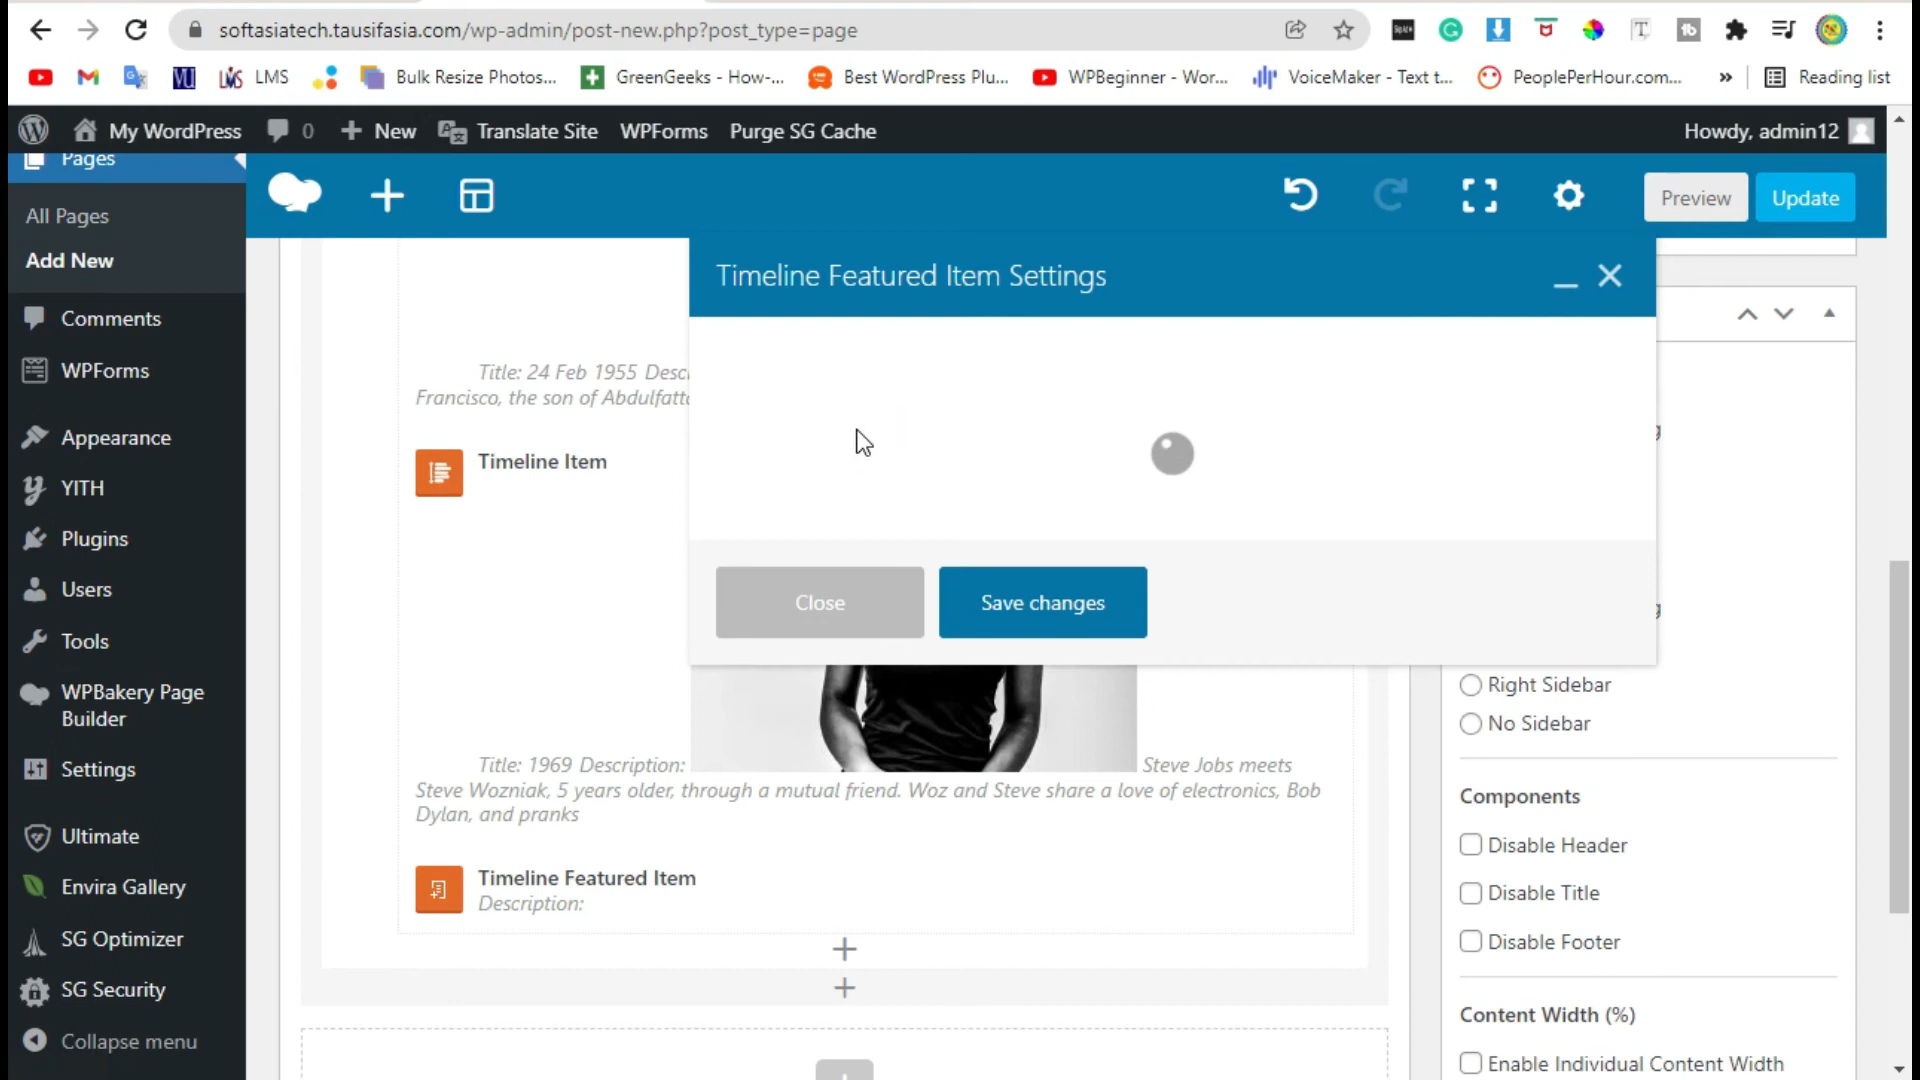 softasiatech.tausifasia.com/wp-admin/post-new.php?post_type=page
LMS
Bulk Resize Photos...
GreenGeeks - How-...
Best WordPress Plu...
WPBeginner - Wor...
VoiceMaker - Text t...
PeoplePerHour.com...
»
Reading list
My WordPress
0
New
Translate Site
WPForms
Purge SG Cache
Howdy, admin12
Pages
All Pages
Add New
Comments
WPForms
Appearance
YITH
Plugins
Users
Tools
WPBakery Page
Builder
Settings
Ultimate
Envira Gallery
SG Optimizer
SG Security
Collapse menu
Preview
Update
Timeline Featured Item Settings
Title: 24 Feb 1955
Francisco, the son of
Timeline Item
Close
Save changes
Title: 1969 Description: Steve Jobs meets
Steve Wozniak, 5 years older, through a mutual friend. Woz and Steve share a love of electronics, Bob
Dylan, and pranks
Timeline Featured Item
Description:
Right Sidebar
No Sidebar
Components
Disable Header
Disable Title
Disable Footer
Content Width (%)
Enable Individual Content Width